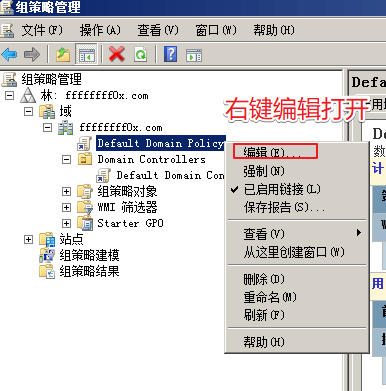 组策略管理
文件(F) 操作(A) 查看(V) 窗口(W) 帮助(H)
组策略管理
林: ffffffff0x.com
域
ffffffff0x.com
Default Domain Policy
Domain Controllers
Default Domain Con
组策略对象
WMI 筛选器
Starter GPO
站点
组策略建模
组策略结果
右键编辑打开
编辑(E)...
强制(N)
已启用链接(L)
保存报告(S)...
查看(V)
从这里创建窗口(W)
删除(D)
重命名(M)
刷新(F)
帮助(H)
Defa
用
De
数
计
用